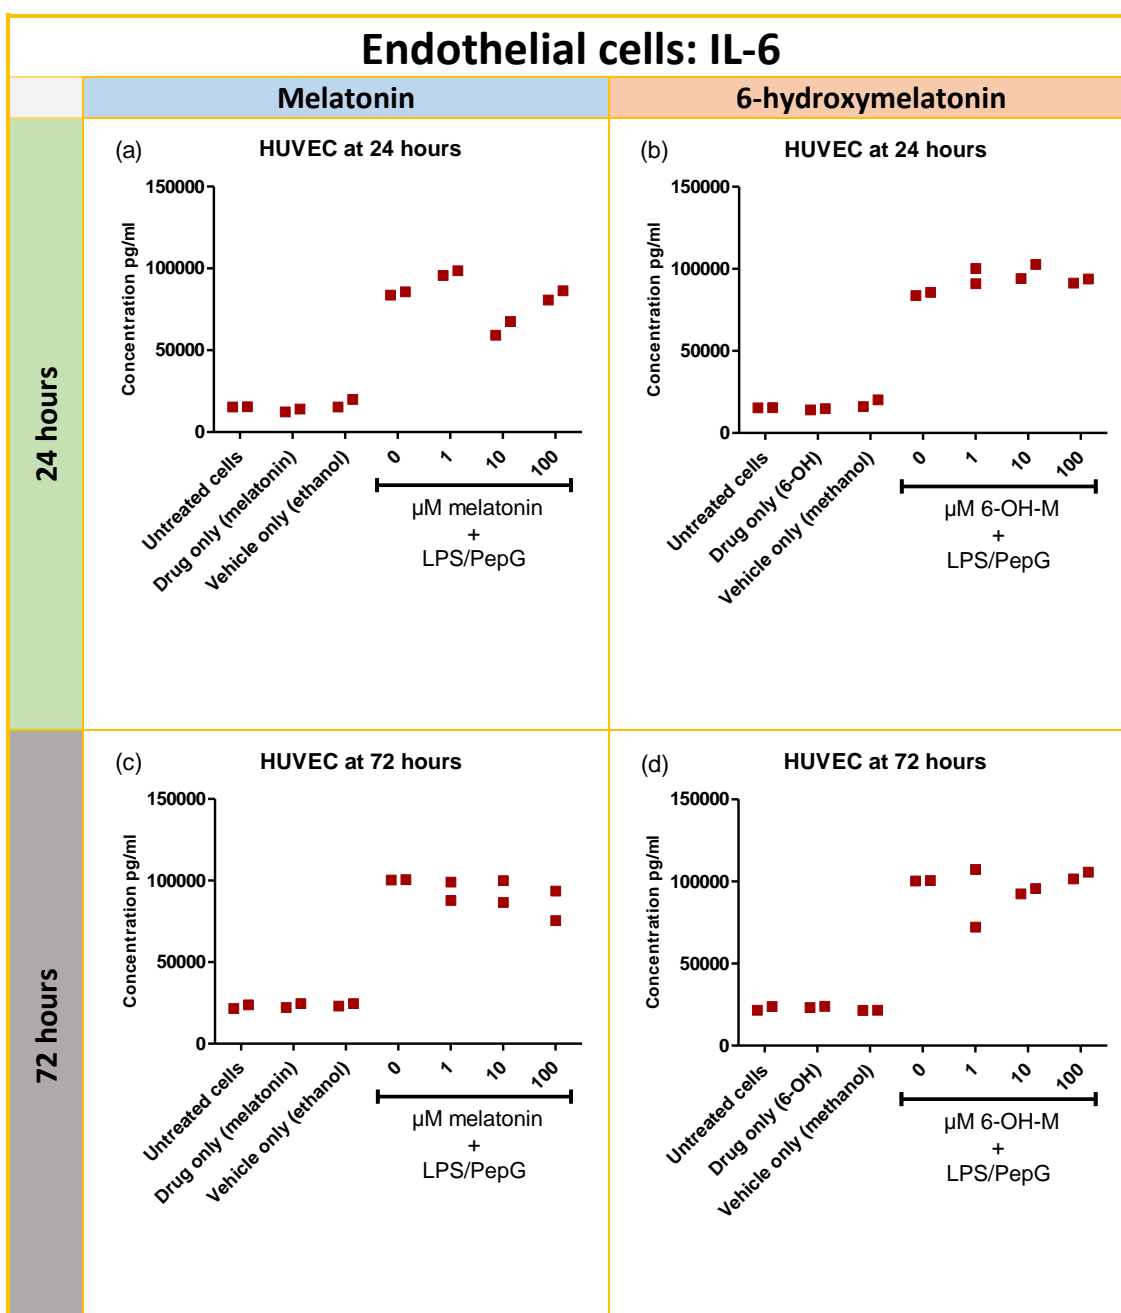 Endothelial cells: IL-6
Melatonin
6-hydroxymelatonin
24 hours
(a)
HUVEC at 24 hours
Concentration pg/ml
150000
100000
50000
0
Untreated cells
Drug only (melatonin)
Vehicle only (ethanol)
0
1
10
100
µM melatonin
+
LPS/PepG
(b)
HUVEC at 24 hours
Concentration pg/ml
150000
100000
50000
0
Untreated cells
Drug only (6-OH)
Vehicle only (methanol)
0
1
10
100
µM 6-OH-M
+
LPS/PepG
72 hours
(c)
HUVEC at 72 hours
Concentration pg/ml
150000
100000
50000
0
Untreated cells
Drug only (melatonin)
Vehicle only (ethanol)
0
1
10
100
µM melatonin
+
LPS/PepG
(d)
HUVEC at 72 hours
Concentration pg/ml
150000
100000
50000
0
Untreated cells
Drug only (6-OH)
Vehicle only (methanol)
0
1
10
100
µM 6-OH-M
+
LPS/PepG